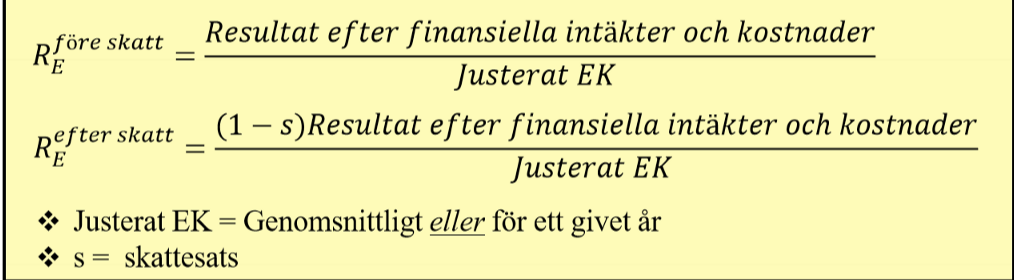 R_E^{före skatt} = \frac{Resultat efter finansiella intäkter och kostnader}{Justerat EK}
R_E^{efter skatt} = \frac{(1 − s)Resultat efter finansiella intäkter och kostnader}{Justerat EK}
❖ Justerat EK = Genomsnittligt eller för ett givet år
❖ s = skattesats